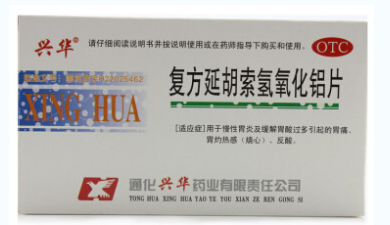 兴华
请仔细阅读说明书并按说明使用或在药师指导下购买和使用。
OTC
XING HUA
复方延胡索氢氧化铝片
[适应症]用于慢性胃炎及缓解胃酸过多引起的胃痛、
胃灼热感(烧心)、反酸。
通化兴华药业有限责任公司
TONG HUA XING HUA YAO YE YOU XIAN ZE REN GONG SI